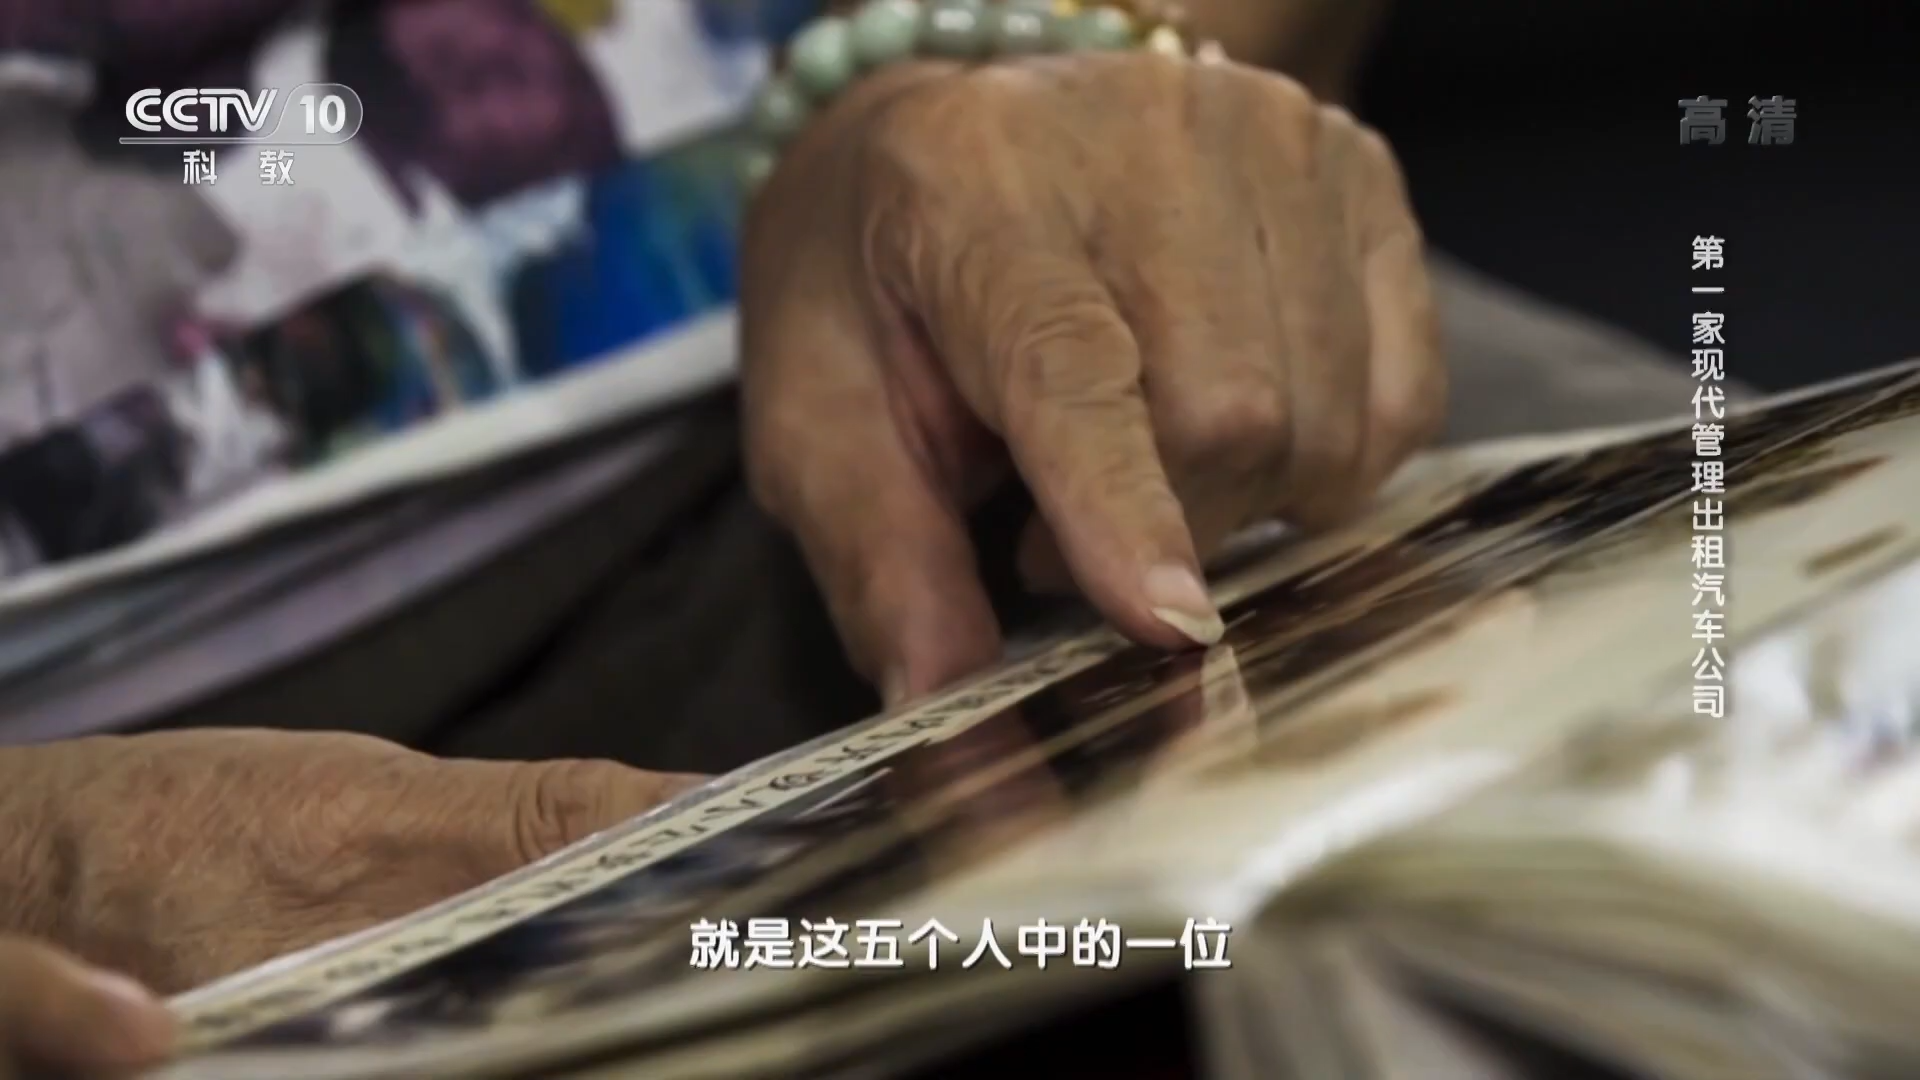 CCTV 10
科教
高清
第一家现代管理出租汽车公司
就是这五个人中的一位